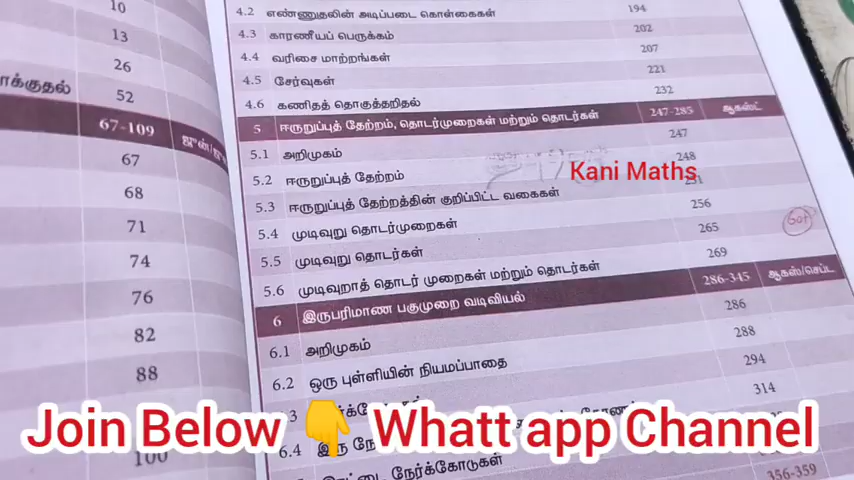 10
13
26
ாக்குதல் 52
67-109 ஜூன்
67
68
71
74
76
82
88
100
4.2 எண்ணுதலின் அடிப்படை கொள்கைகள் 194
4.3 காரணீயப் பெருக்கம் 202
4.4 வரிசை மாற்றங்கள் 207
4.5 சேர்வுகள் 221
4.6 கணிதத் தொகுத்தறிதல் 232
5 ஈருறுப்புத் தேற்றம், தொடர்முறைகள் மற்றும் தொடர்கள் 247-285 ஆகஸ்ட்
5.1 அறிமுகம் 247
5.2 ஈருறுப்புத் தேற்றம் 248
Kani Maths
5.3 ஈருறுப்புத் தேற்றத்தின் குறிப்பிட்ட வகைகள்
5.4 முடிவுறு தொடர்முறைகள் 256
5.5 முடிவுறு தொடர்கள் 265
5.6 முடிவுறாத் தொடர் முறைகள் மற்றும் தொடர்கள் 269
6 இருபரிமாண பகுமுறை வடிவியல் 286-345 ஆகஸ்/செப்ட
6.1 அறிமுகம் 286
6.2 ஒரு புள்ளியின் நியமப்பாதை 288
294
314
Join Below 👇 Whatt app Channel
6.4
நேர்க்கோடுகள்
356-359